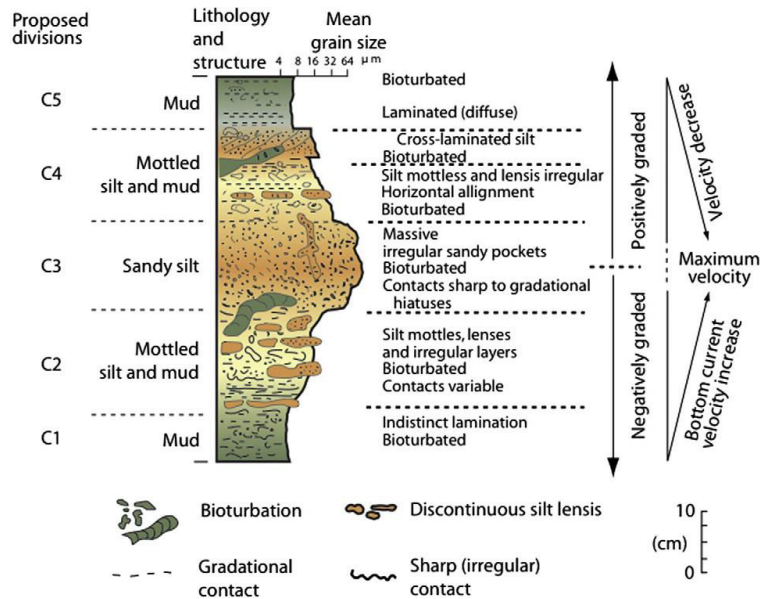 Proposed
divisions
Lithology
and
structure
Mean
grain size
4 8 16 32 64 μm
C5
Mud
Bioturbated
Laminated (diffuse)
C4
Mottled
silt and mud
Cross-laminated silt
Bioturbated
Silt mottless and lensis irregular
Horizontal allignment
Bioturbated
C3
Sandy silt
Massive
irregular sandy pockets
Bioturbated
Contacts sharp to gradational
hiatuses
C2
Mottled
silt and mud
Silt mottles, lenses
and irregular layers
Bioturbated
Contacts variable
C1
Mud
Indistinct lamination
Bioturbated
Positively graded
Negatively graded
Velocity decrease
Maximum
velocity
Bottom current
velocity increase
Bioturbation
Discontinuous silt lensis
Gradational
contact
Sharp (irregular)
contact
10
(cm)
0